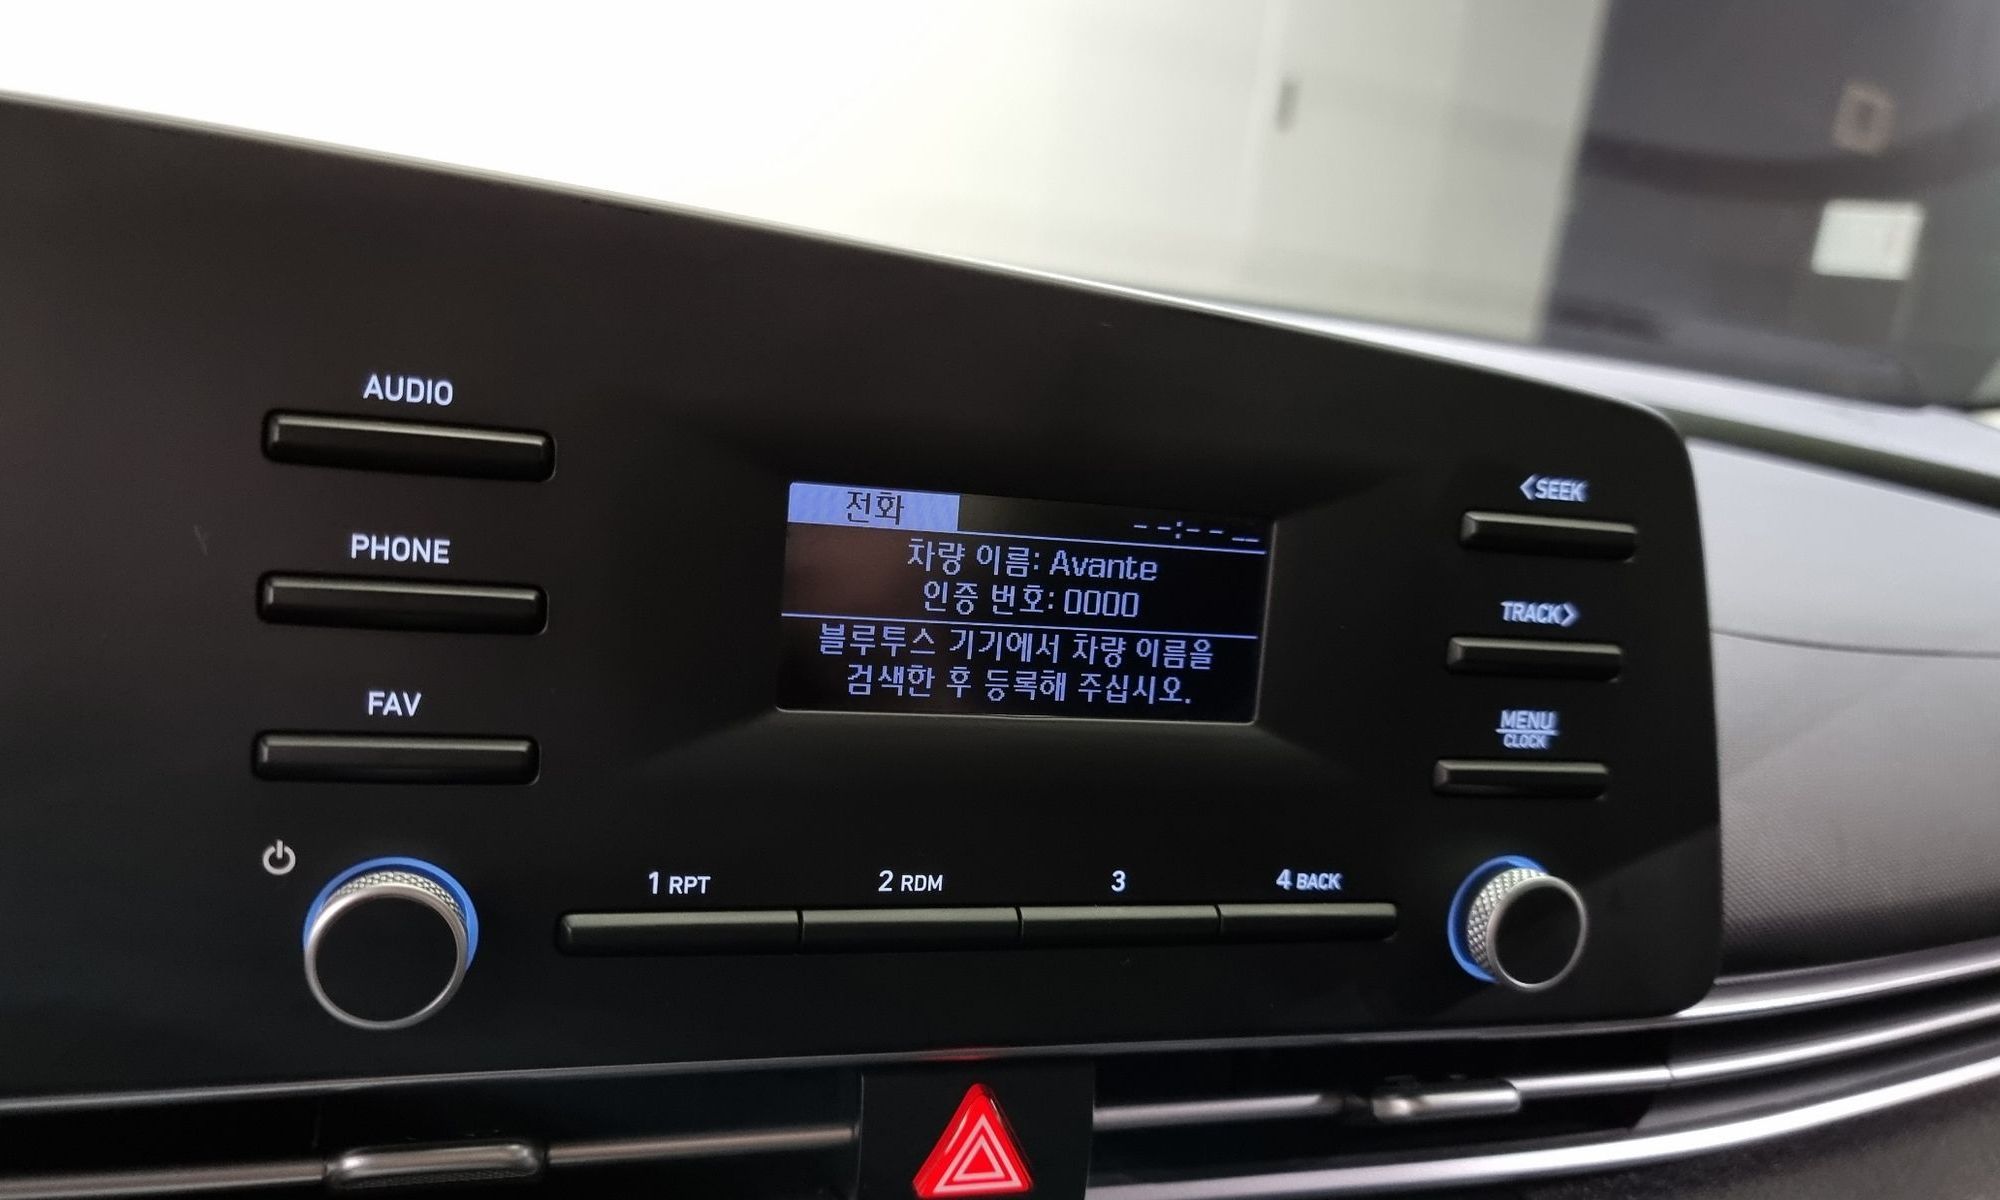 AUDIO
PHONE
FAV
전화
--:-- __
차량 이름: Avante
인증 번호: 0000
블루투스 기기에서 차량 이름을
검색한 후 등록해 주십시오.
<SEEK
TRACK>
MENU
CLOCK
1 RPT
2 RDM
3
4 BACK